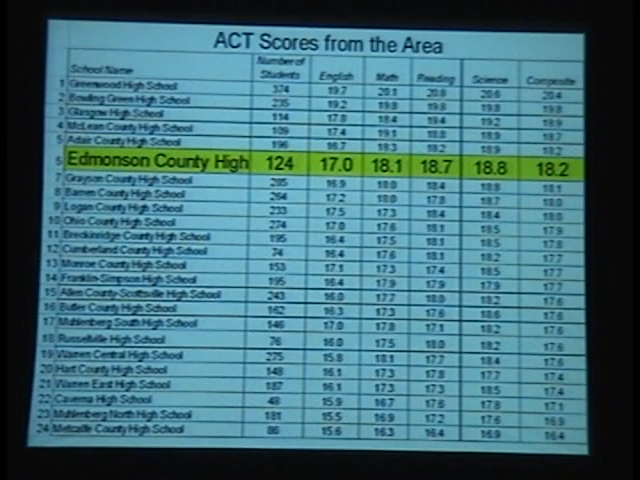 ACT Scores from the Area
School Name Number of Students English Math Reading Science Composite
1 Greenwood High School 374 19.7 20.1 20.8 20.6 20.4
2 Bowling Green High School 235 19.2 19.8 19.8 19.8 19.8
3 Glasgow High School 114 17.8 18.4 19.4 19.2 18.9
4 McLean County High School 109 17.4 19.1 18.8 18.9 18.7
5 Adair County High School 196 16.7 18.3 18.2 18.9 18.2
6 Edmonson County High 124 17.0 18.1 18.7 18.8 18.2
7 Grayson County High School 285 16.9 18.0 18.4 18.8 18.1
8 Barren County High School 264 17.2 18.0 17.8 18.7 18.0
9 Logan County High School 233 17.5 17.3 18.4 18.4 18.0
10 Ohio County High School 274 17.0 17.6 18.1 18.5 17.9
11 Breckinridge County High School 195 16.4 17.5 18.1 18.5 17.8
12 Cumberland County High School 74 16.4 17.6 18.1 18.2 17.7
13 Monroe County High School 153 17.1 17.3 17.4 18.5 17.7
14 Franklin-Simpson High School 195 16.4 17.9 17.9 17.9 17.7
15 Allen County-Scottsville High School 243 16.0 17.7 18.0 18.2 17.6
16 Butler County High School 162 16.3 17.3 17.6 18.6 17.6
17 Muhlenberg South High School 146 17.0 17.8 17.1 18.2 17.6
18 Russellville High School 76 16.0 17.5 18.0 18.2 17.6
19 Warren Central High School 275 15.8 18.1 17.7 18.4 17.6
20 Hart County High School 148 16.1 17.3 17.8 17.7 17.4
21 Warren East High School 187 16.1 17.3 17.3 18.5 17.4
22 Caverna High School 48 15.9 16.7 17.6 17.8 17.1
23 Muhlenberg North High School 181 15.5 16.9 17.2 17.6 16.9
24 Metcalfe County High School 86 15.6 16.3 16.4 16.9 16.4